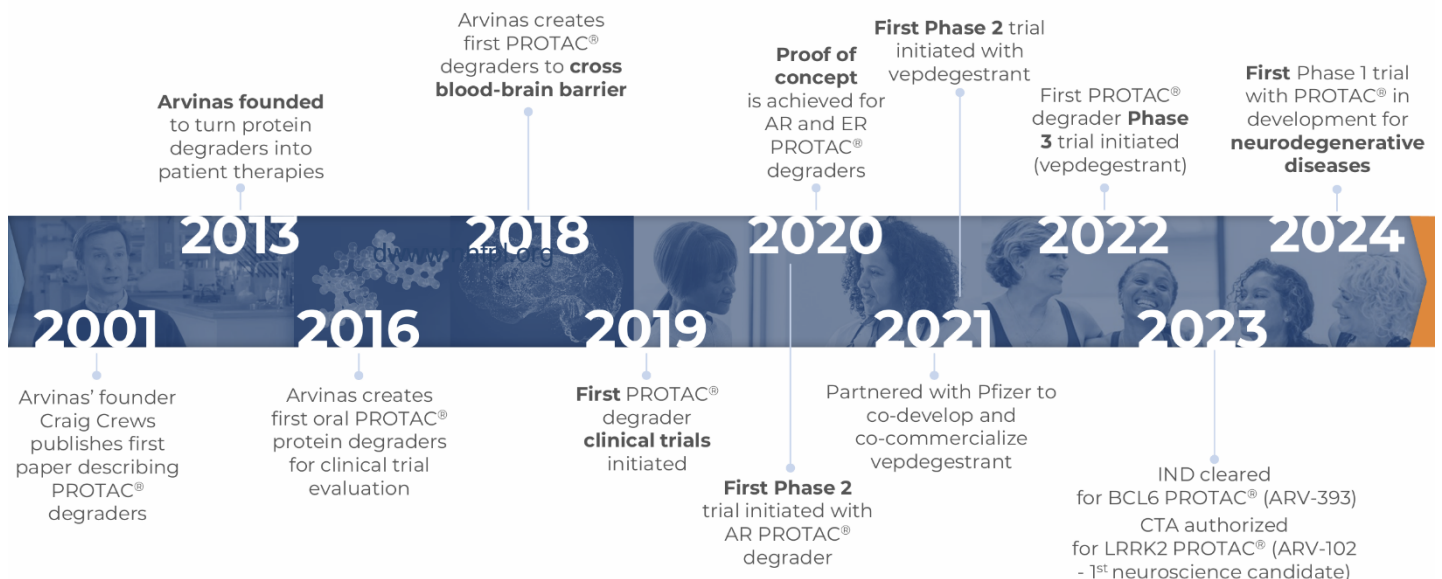 Arvinas founded
to turn protein
degraders into
patient therapies
Arvinas creates
first PROTAC®
degraders to cross
blood-brain barrier
Proof of
concept
is achieved for
AR and ER
PROTAC®
degraders
First Phase 2 trial
initiated with
vepdegestrant
First PROTAC®
degrader Phase
3 trial initiated
(vepdegestrant)
First Phase 1 trial
with PROTAC® in
development for
neurodegenerative
diseases
2013
2018
2020
2022
2024
2001
2016
2019
2021
2023
Arvinas’ founder
Craig Crews
publishes first
paper describing
PROTAC®
degraders
Arvinas creates
first oral PROTAC®
protein degraders
for clinical trial
evaluation
First PROTAC®
degrader
clinical trials
initiated
First Phase 2
trial initiated with
AR PROTAC®
degrader
Partnered with Pfizer to
co-develop and
co-commercialize
vepdegestrant
IND cleared
for BCL6 PROTAC® (ARV-393)
CTA authorized
for LRRK2 PROTAC® (ARV-102
- 1st neuroscience candidate)